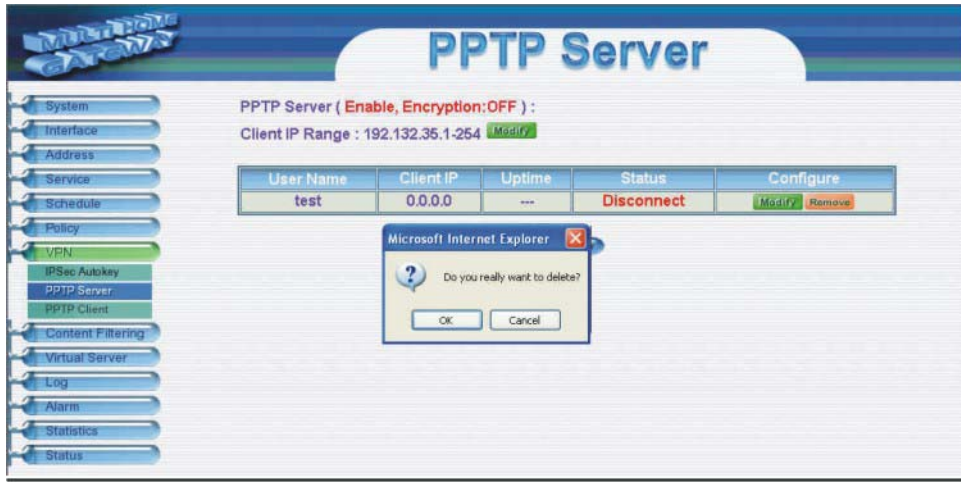 MULTI HOME
GATEWAY
PPTP Server
System
Interface
Address
Service
Schedule
Policy
VPN
IPSec Autokey
PPTP Server
PPTP Client
Content Filtering
Virtual Server
Log
Alarm
Statistics
Status
PPTP Server ( Enable, Encryption:OFF ) :
Client IP Range : 192.132.35.1-254 Modify
User Name Client IP Uptime Status Configure
test 0.0.0.0 --- Disconnect Modify Remove
Microsoft Internet Explorer
Do you really want to delete?
OK Cancel